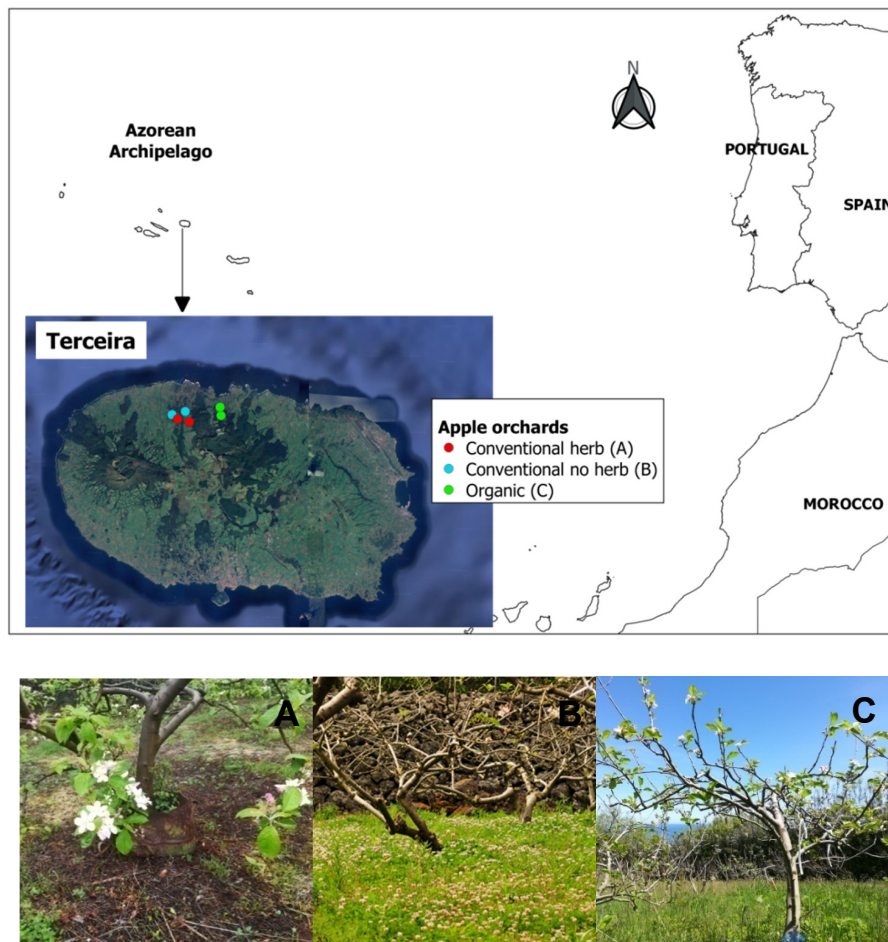 N
Azorean
Archipelago
PORTUGAL
SPAIN
Terceira
Apple orchards
Conventional herb (A)
Conventional no herb (B)
Organic (C)
MOROCCO
A
B
C